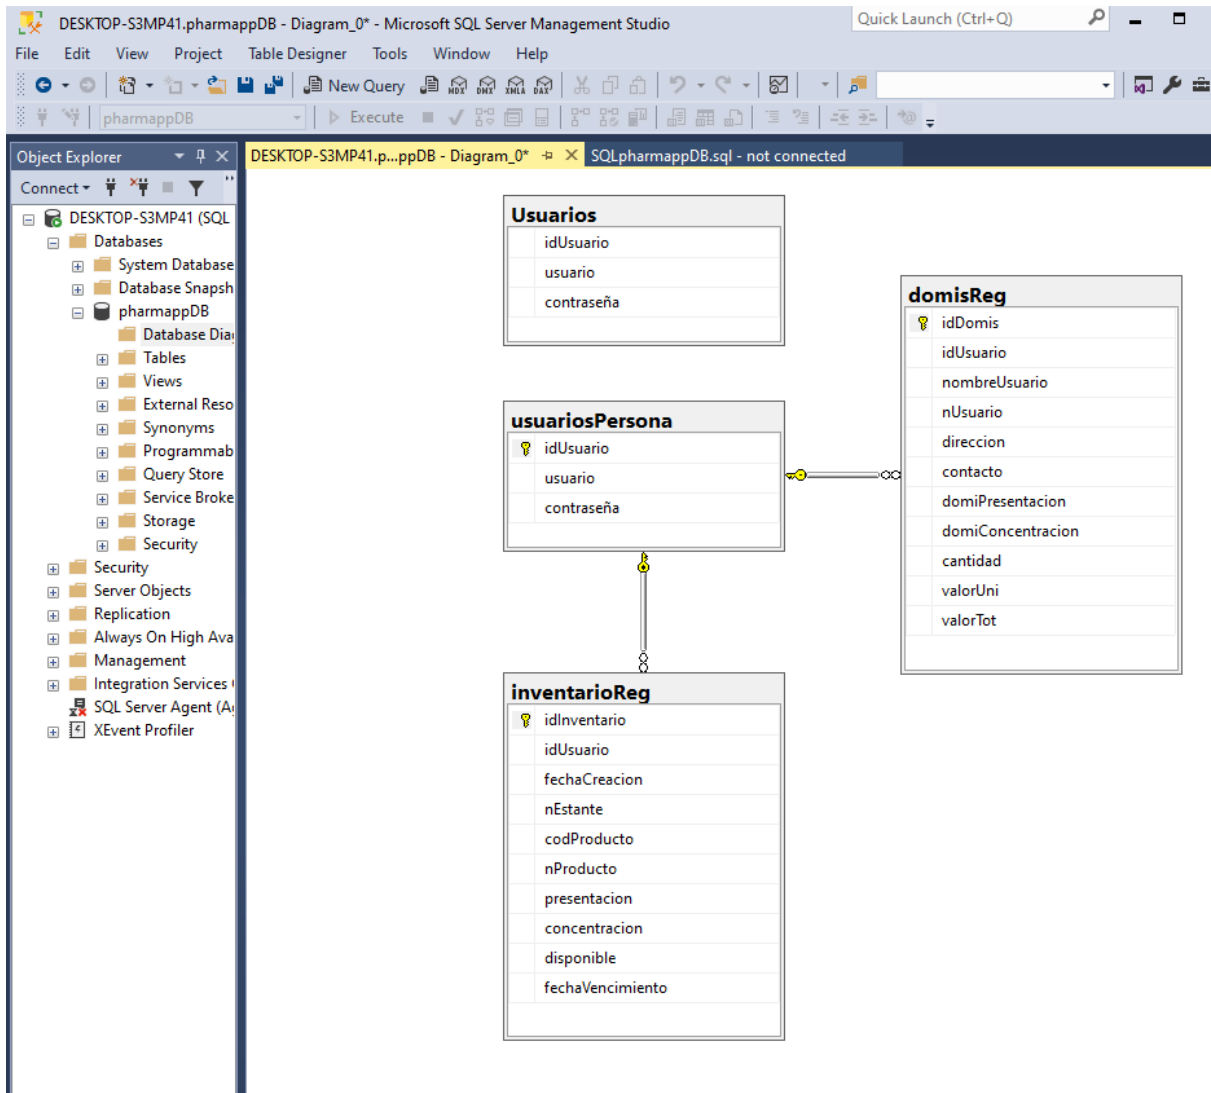 DESKTOP-S3MP41.pharmappDB - Diagram_0* - Microsoft SQL Server Management Studio
Quick Launch (Ctrl+Q)
File Edit View Project Table Designer Tools Window Help
New Query MDX DMX XMLA DAX
pharmappDB Execute
Object Explorer
DESKTOP-S3MP41.p...ppDB - Diagram_0*
SQLpharmappDB.sql - not connected
Connect
DESKTOP-S3MP41 (SQL
Databases
System Database
Database Snapsh
pharmappDB
Database Dia
Tables
Views
External Reso
Synonyms
Programmab
Query Store
Service Broke
Storage
Security
Security
Server Objects
Replication
Always On High Ava
Management
Integration Services
SQL Server Agent (A
XEvent Profiler
Usuarios
idUsuario
usuario
contraseña
usuariosPersona
idUsuario
usuario
contraseña
domisReg
idDomis
idUsuario
nombreUsuario
nUsuario
direccion
contacto
domiPresentacion
domiConcentracion
cantidad
valorUni
valorTot
inventarioReg
idInventario
idUsuario
fechaCreacion
nEstante
codProducto
nProducto
presentacion
concentracion
disponible
fechaVencimiento